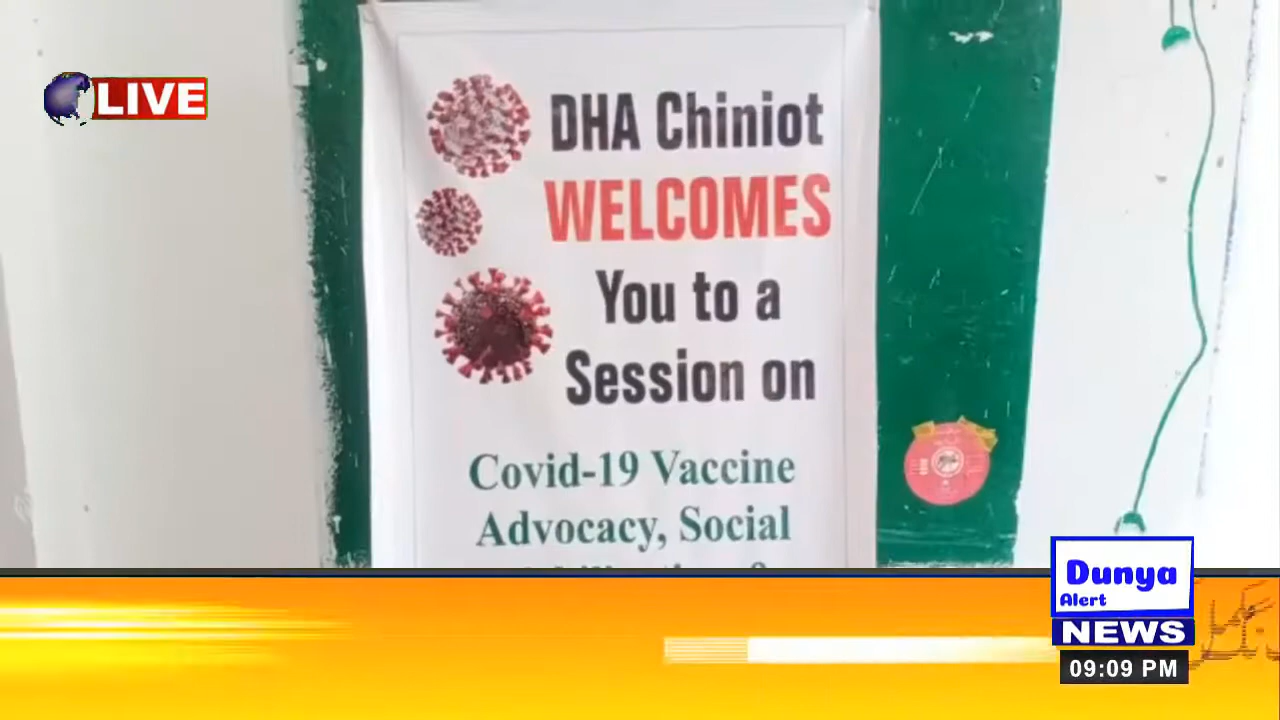 LIVE
DHA Chiniot
WELCOMES
You to a
Session on
Covid-19 Vaccine
Advocacy, Social
Dunya
Alert
NEWS
09:09 PM